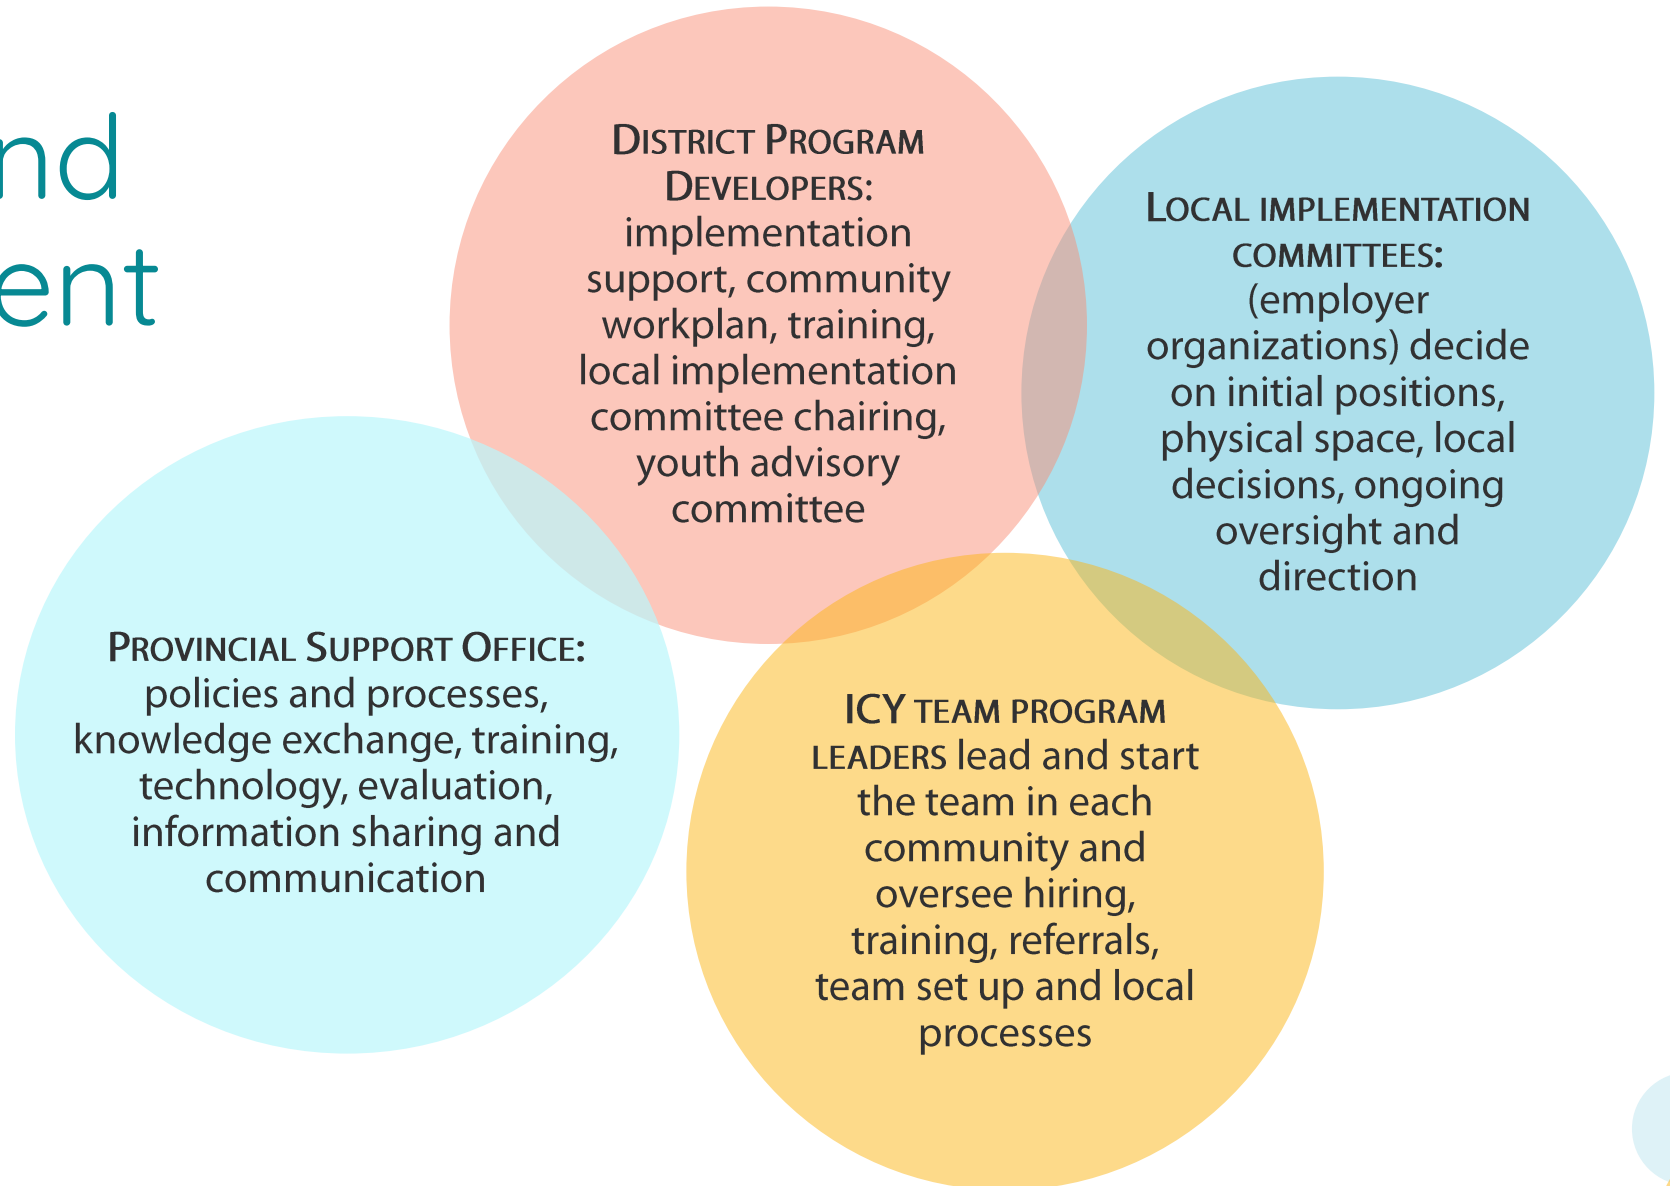 nd
ent
DISTRICT PROGRAM
DEVELOPERS:
implementation
support, community
workplan, training,
local implementation
committee chairing,
youth advisory
committee
LOCAL IMPLEMENTATION
COMMITTEES:
(employer
organizations) decide
on initial positions,
physical space, local
decisions, ongoing
oversight and
direction
PROVINCIAL SUPPORT OFFICE:
policies and processes,
knowledge exchange, training,
technology, evaluation,
information sharing and
communication
ICY TEAM PROGRAM
LEADERS lead and start
the team in each
community and
oversee hiring,
training, referrals,
team set up and local
processes